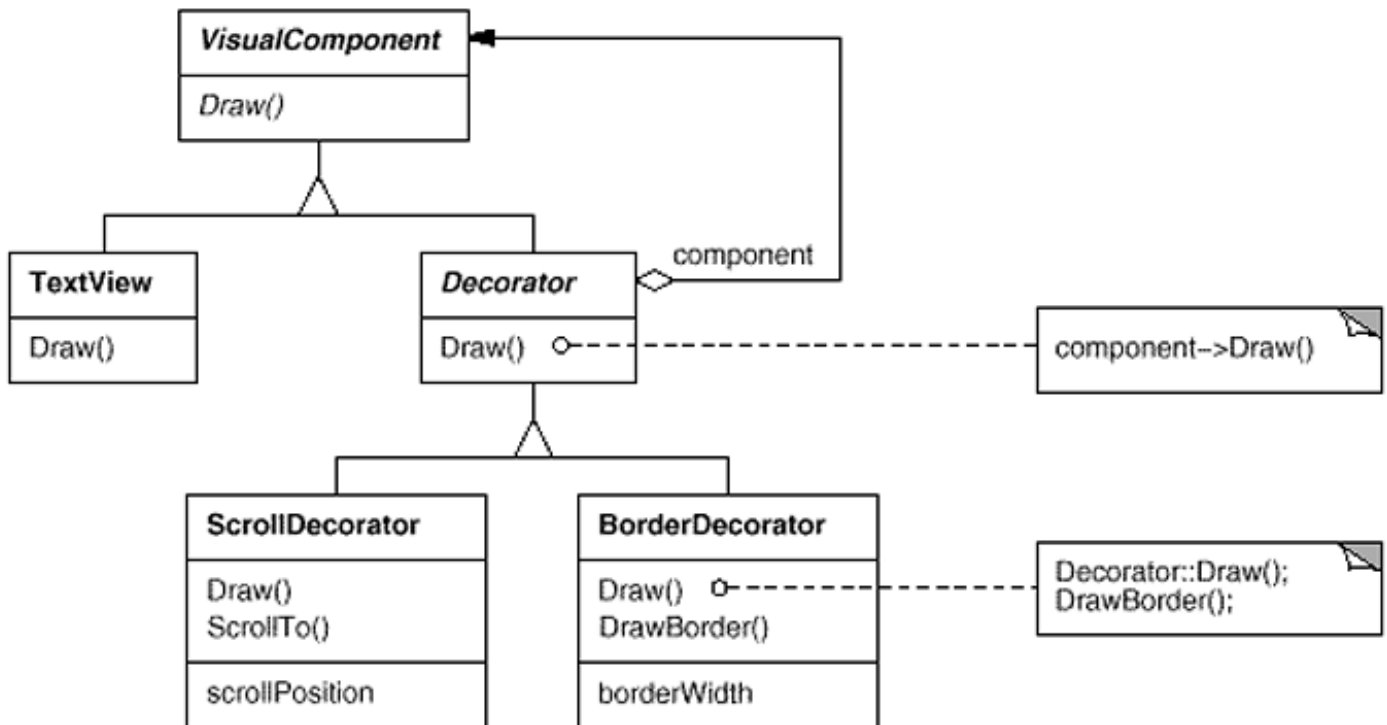 VisualComponent
Draw()
TextView
Draw()
Decorator
Draw()
component
component->Draw()
ScrollDecorator
Draw()
ScrollTo()
scrollPosition
BorderDecorator
Draw()
DrawBorder()
borderWidth
Decorator::Draw();
DrawBorder();